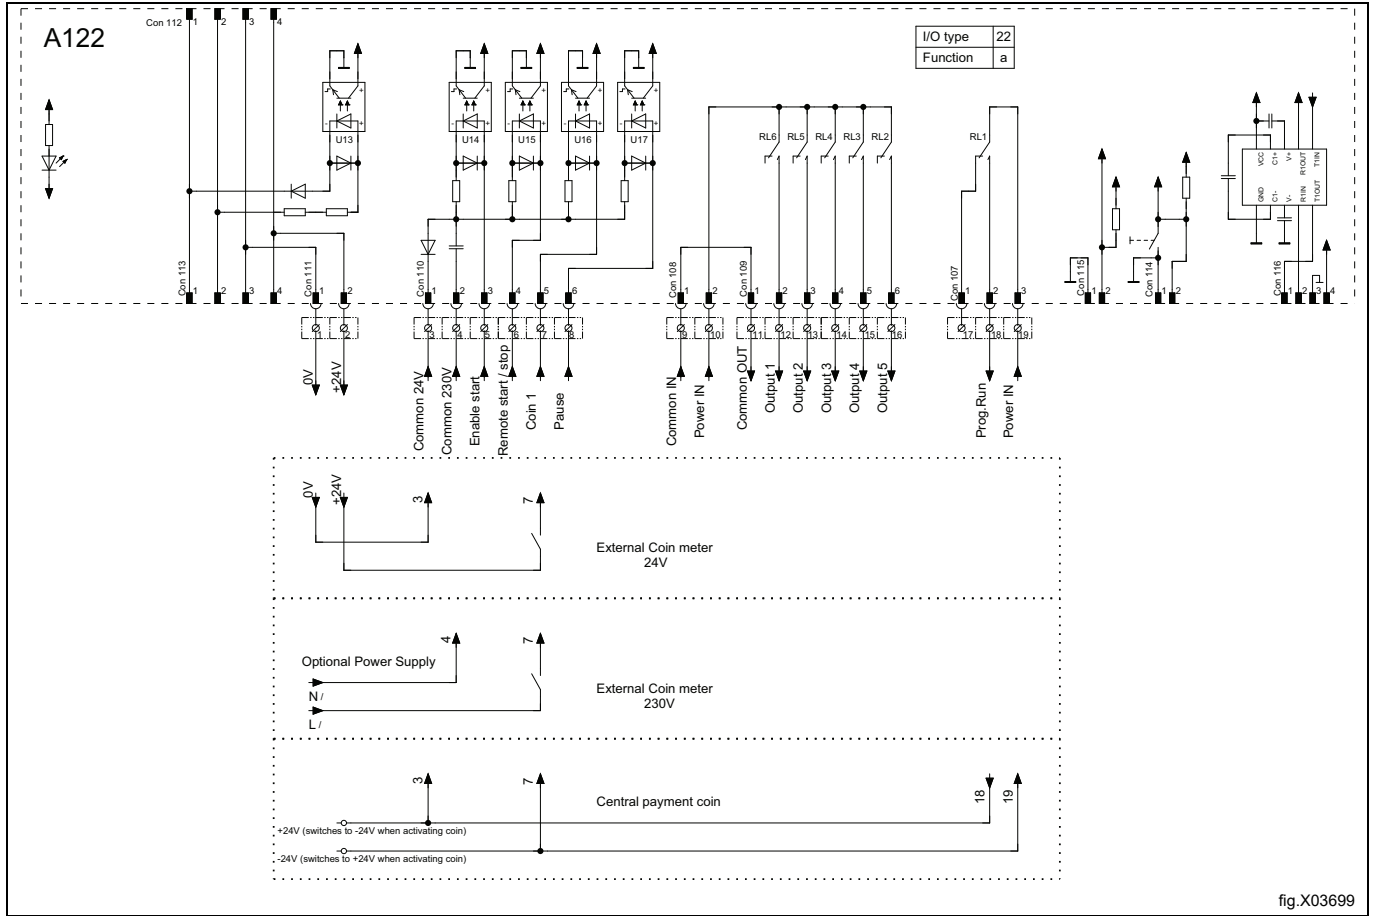 A122
Con 112
1
2
3
4
I/O type 22
Function a
- +
- +
- +
- +
- +
U13
U14
U15
U16
U17
RL6
RL5
RL4
RL3
RL2
RL1
VCC
C1+
V+
R1OUT
T1IN
GND
C1-
V-
R1IN
T1OUT
Con 113
1
2
3
4
Con 111
1
2
Con 110
1
2
3
4
5
6
Con 108
1
2
Con 109
1
2
3
4
5
6
Con 107
1
2
3
Con 115
1
2
Con 114
1
2
Con 116
1
2
3
4
1
2
3
4
5
6
7
8
9
10
11
12
13
14
15
16
17
18
19
0V
+24V
Common 24V
Common 230V
Enable start
Remote start / stop
Coin 1
Pause
Common IN
Power IN
Common OUT
Output 1
Output 2
Output 3
Output 4
Output 5
Prog.Run
Power IN
0V
+24V
3
7
External Coin meter
24V
4
7
Optional Power Supply
N /
L /
External Coin meter
230V
3
7
18
19
Central payment coin
+24V (switches to -24V when activating coin)
-24V (switches to +24V when activating coin)
fig.X03699